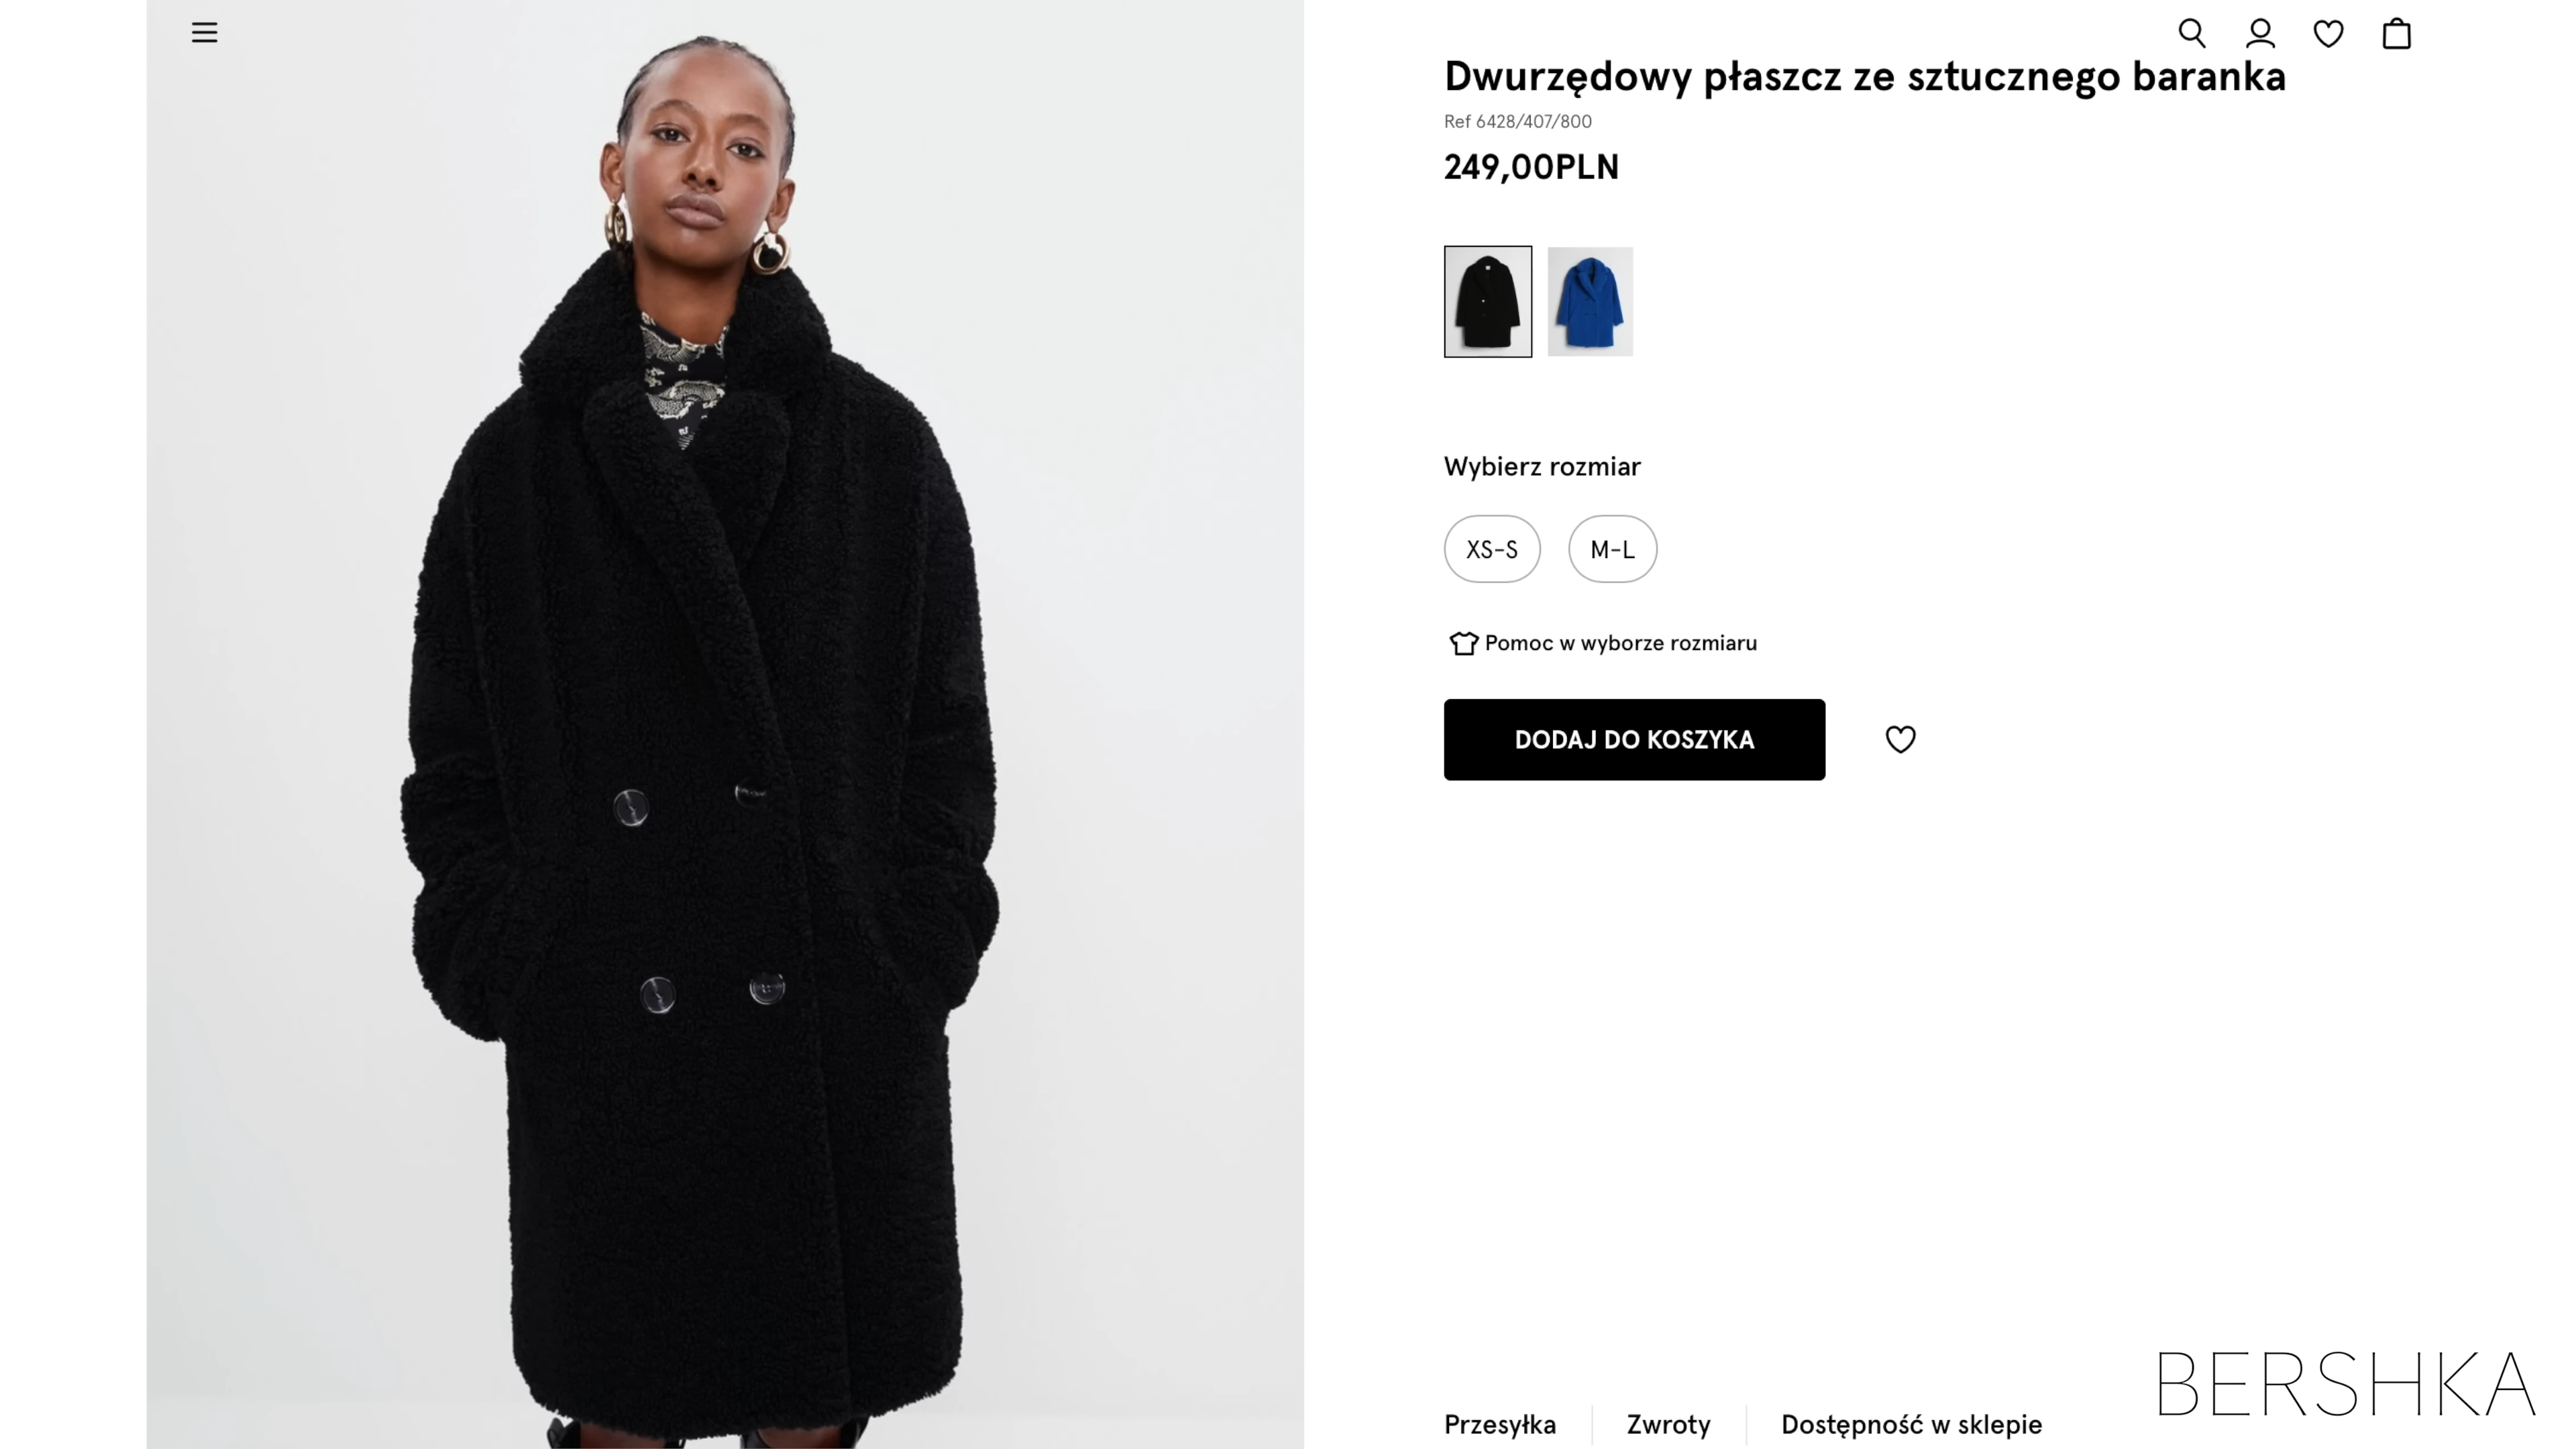 Dwurzędowy płaszcz ze sztucznego baranka
Ref 6428/407/800
249,00PLN
Wybierz rozmiar
XS-S
M-L
Pomoc w wyborze rozmiaru
DODAJ DO KOSZYKA
Przesyłka
Zwroty
Dostępność w sklepie
BERSHKA